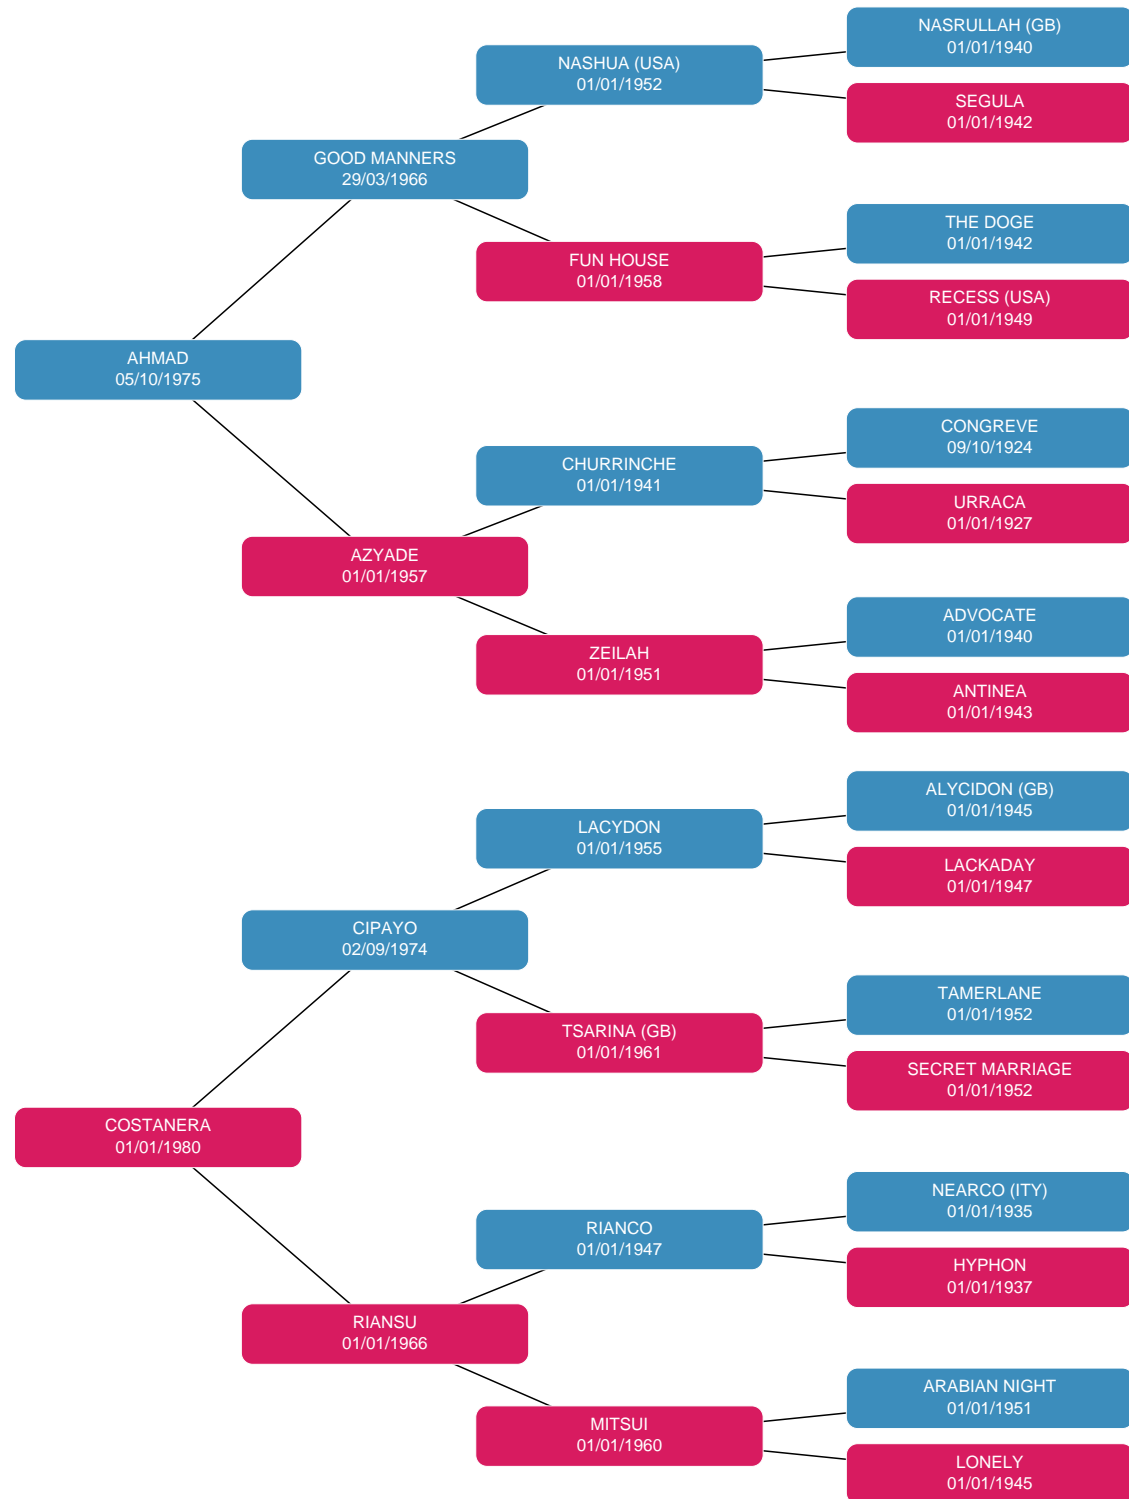 NASRULLAH (GB)
01/01/1940
NASHUA (USA)
01/01/1952
SEGULA
01/01/1942
GOOD MANNERS
29/03/1966
THE DOGE
01/01/1942
FUN HOUSE
01/01/1958
RECESS (USA)
01/01/1949
AHMAD
05/10/1975
CONGREVE
09/10/1924
CHURRINCHE
01/01/1941
URRACA
01/01/1927
AZYADE
01/01/1957
ADVOCATE
01/01/1940
ZEILAH
01/01/1951
ANTINEA
01/01/1943
ALYCIDON (GB)
01/01/1945
LACYDON
01/01/1955
LACKADAY
01/01/1947
CIPAYO
02/09/1974
TAMERLANE
01/01/1952
TSARINA (GB)
01/01/1961
SECRET MARRIAGE
01/01/1952
COSTANERA
01/01/1980
NEARCO (ITY)
01/01/1935
RIANCO
01/01/1947
HYPHON
01/01/1937
RIANSU
01/01/1966
ARABIAN NIGHT
01/01/1951
MITSUI
01/01/1960
LONELY
01/01/1945